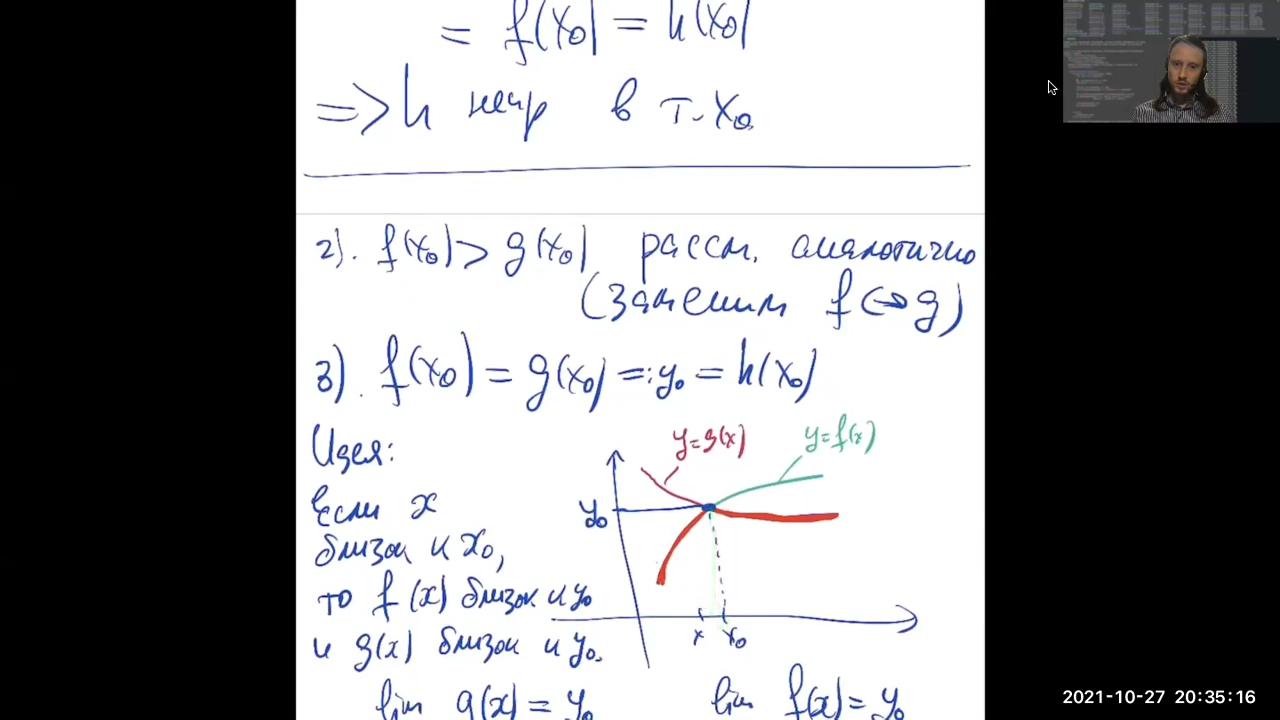 = f(x₀) = h(x₀)
=> h непр в т. x₀
2). f(x₀) > g(x₀) рассм. аналогично
(заменим f ↔ g)
3). f(x₀) = g(x₀) =: y₀ = h(x₀)
Идея:
y=g(x)
y=f(x)
Если x
y₀
близок к x₀,
то f(x) близок к y₀
x x₀
и g(x) близок к y₀.
lim g(x) = y₀ lim f(x) = y₀
2021-10-27 20:35:16